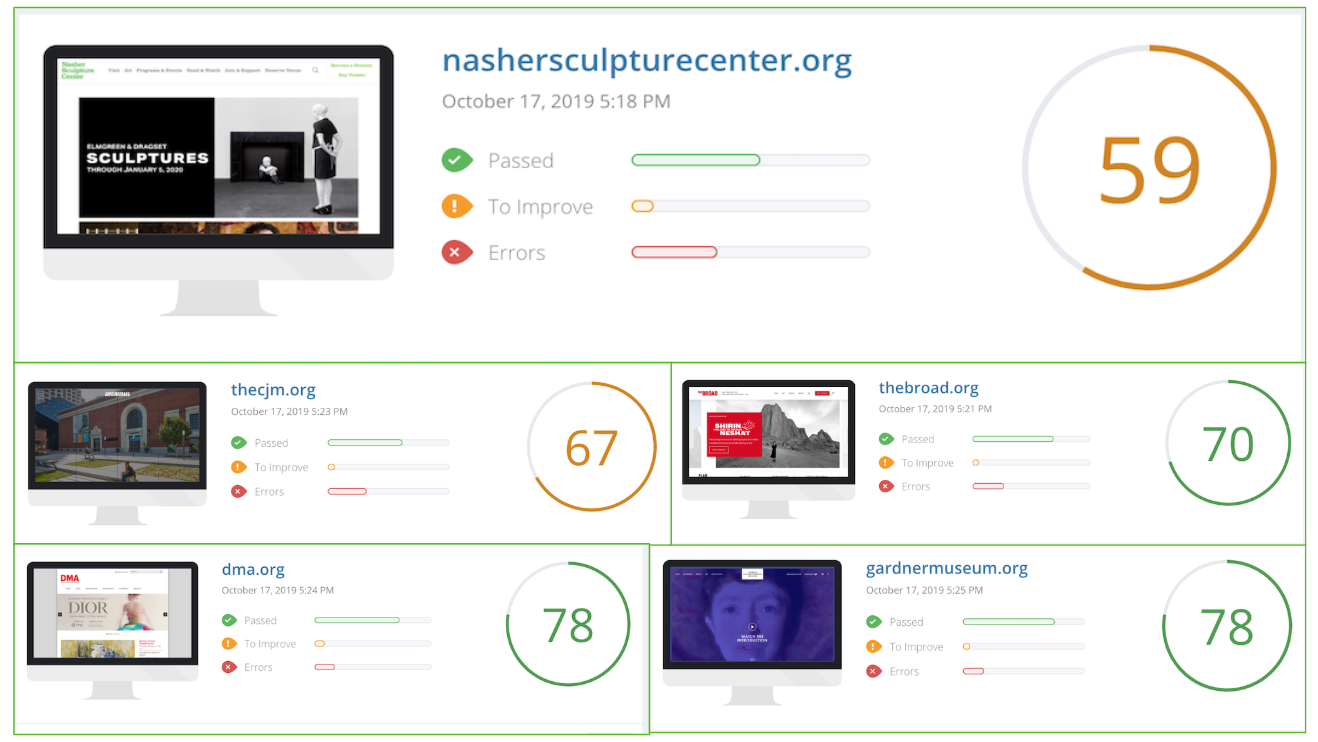 nashersculpturecenter.org
October 17, 2019 5:18 PM
Passed
To Improve
Errors
59
Nasher
Sculpture
Center
Visit Art Programs & Events Read & Watch Join & Support Reserve Venue
Become a Member
Buy Tickets
ELMGREEN & DRAGSET
SCULPTURES
THROUGH JANUARY 5, 2020
thecjm.org
October 17, 2019 5:23 PM
Passed
To Improve
Errors
67
thebroad.org
October 17, 2019 5:21 PM
Passed
To Improve
Errors
70
BROAD
SHIRIN
NESHAT
dma.org
October 17, 2019 5:24 PM
Passed
To Improve
Errors
78
DMA
DIOR
gardnermuseum.org
October 17, 2019 5:25 PM
Passed
To Improve
Errors
78
WATCH THE
INTRODUCTION